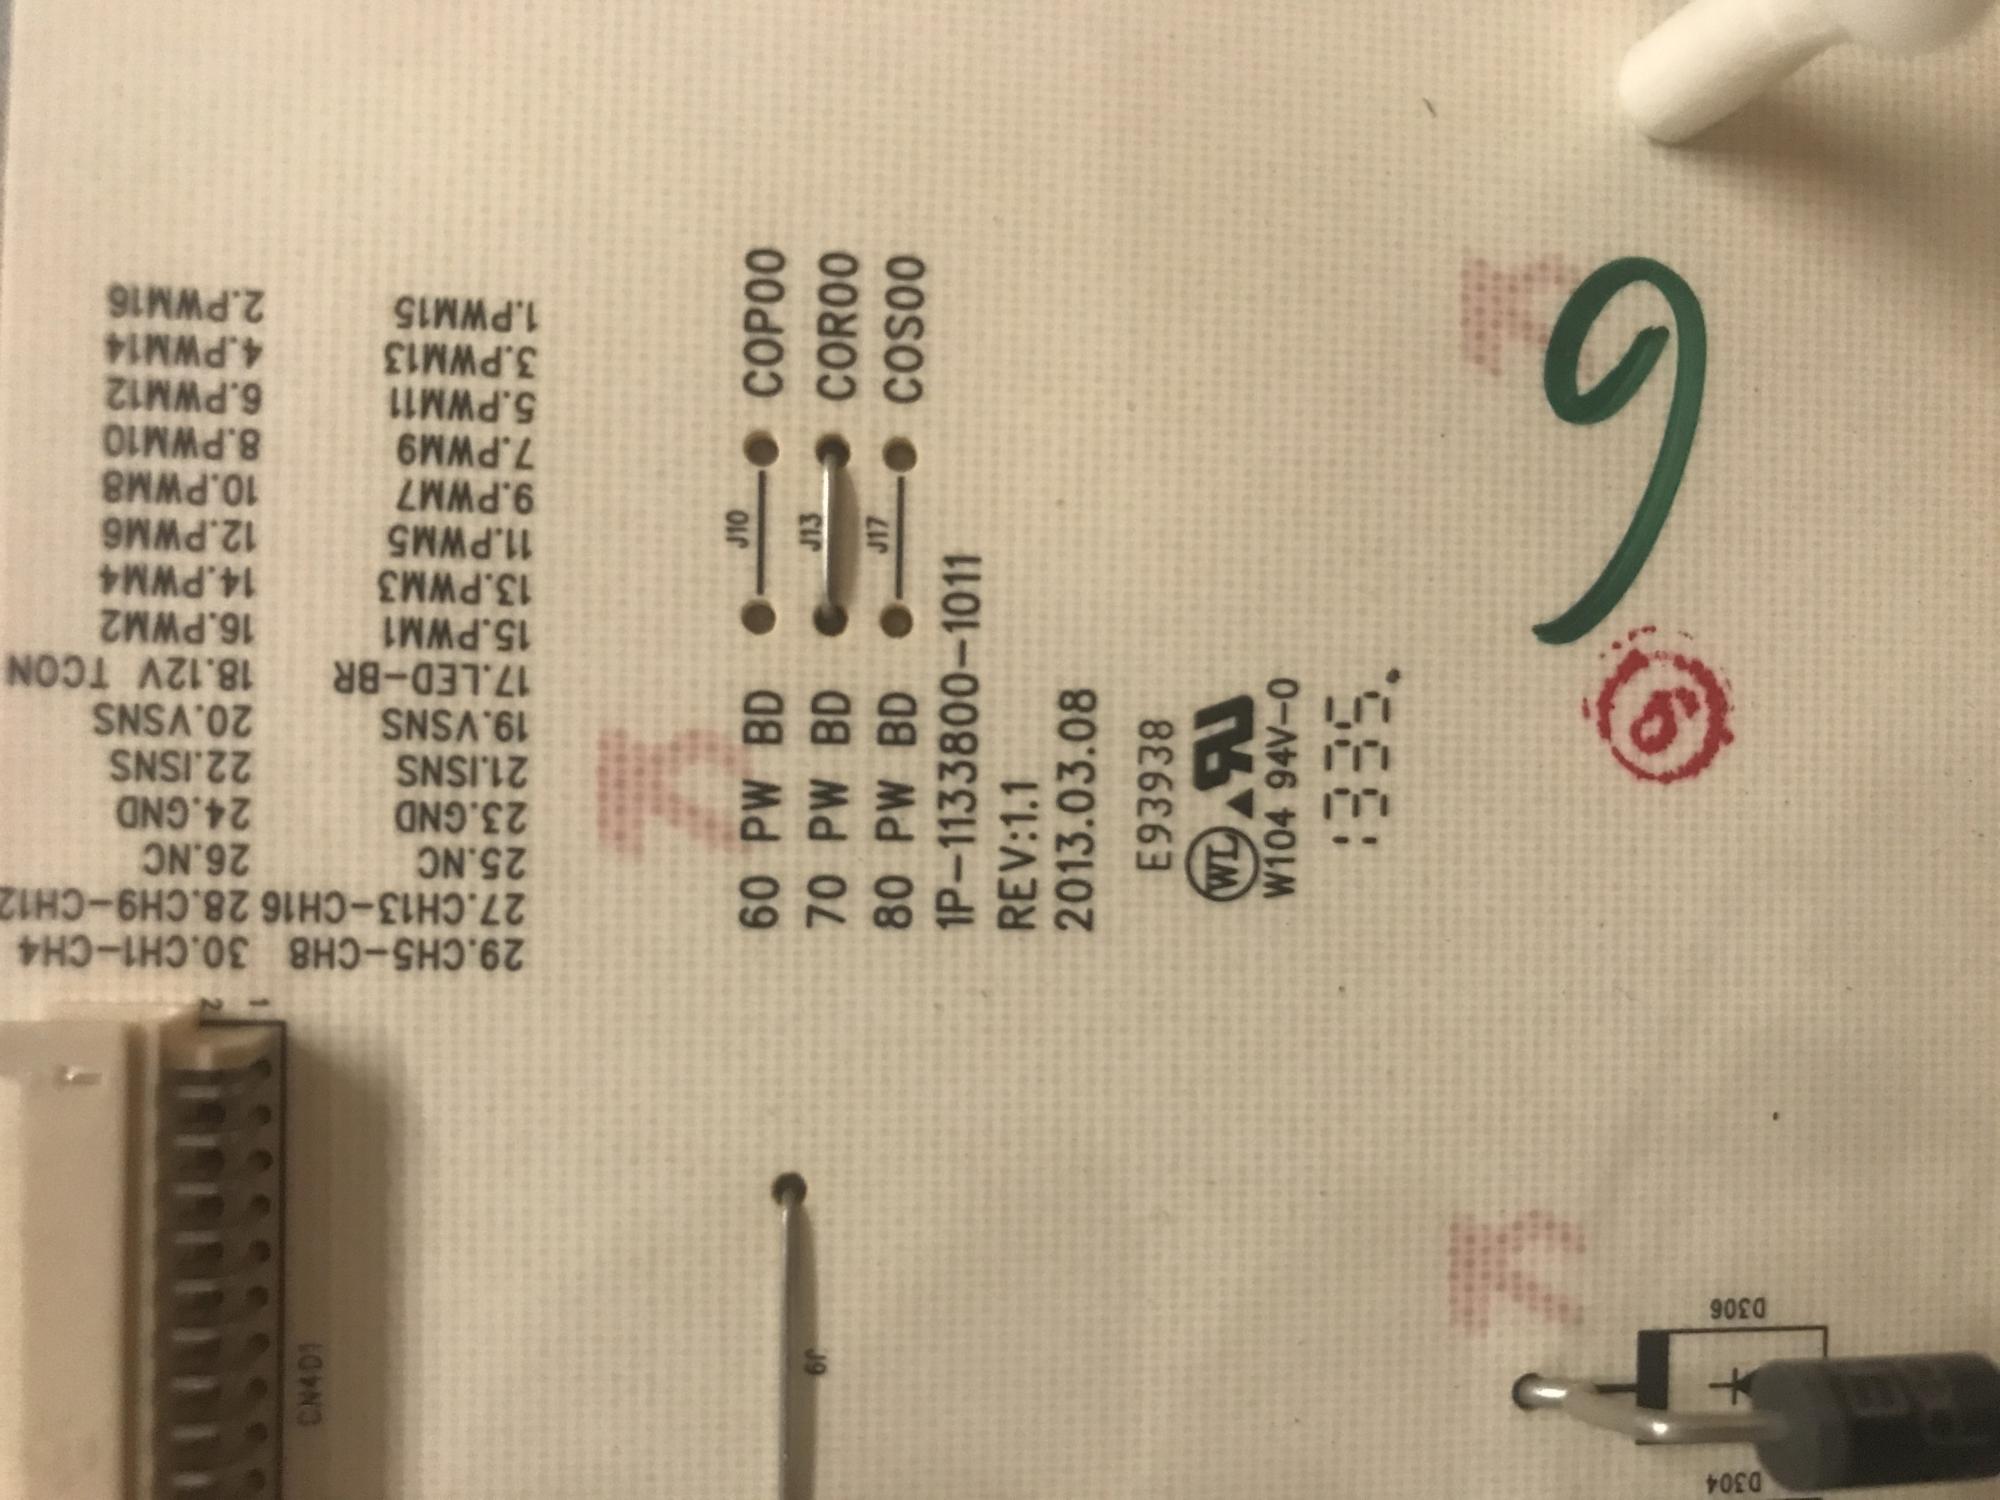 2.PWM16
4.PWM14
6.PWM12
8.PWM10
10.PWM8
12.PWM6
14.PWM4
16.PWM2
18.12V TCON
20.VSNS
22.ISNS
24.GND
26.NC
28.CH9-CH12
30.CH1-CH4
1.PWM15
3.PWM13
5.PWM11
7.PWM9
9.PWM7
11.PWM5
13.PWM3
15.PWM1
17.LED-BR
19.VSNS
21.ISNS
23.GND
25.NC
27.CH13-CH16
29.CH5-CH8
60 PW BD J10 COP00
70 PW BD J13 COR00
80 PW BD J17 COS00
1P-1133800-1011
REV:1.1
2013.03.08
E93938
WL
W104 94V-0
2 1
CN401
J9
D306
D304